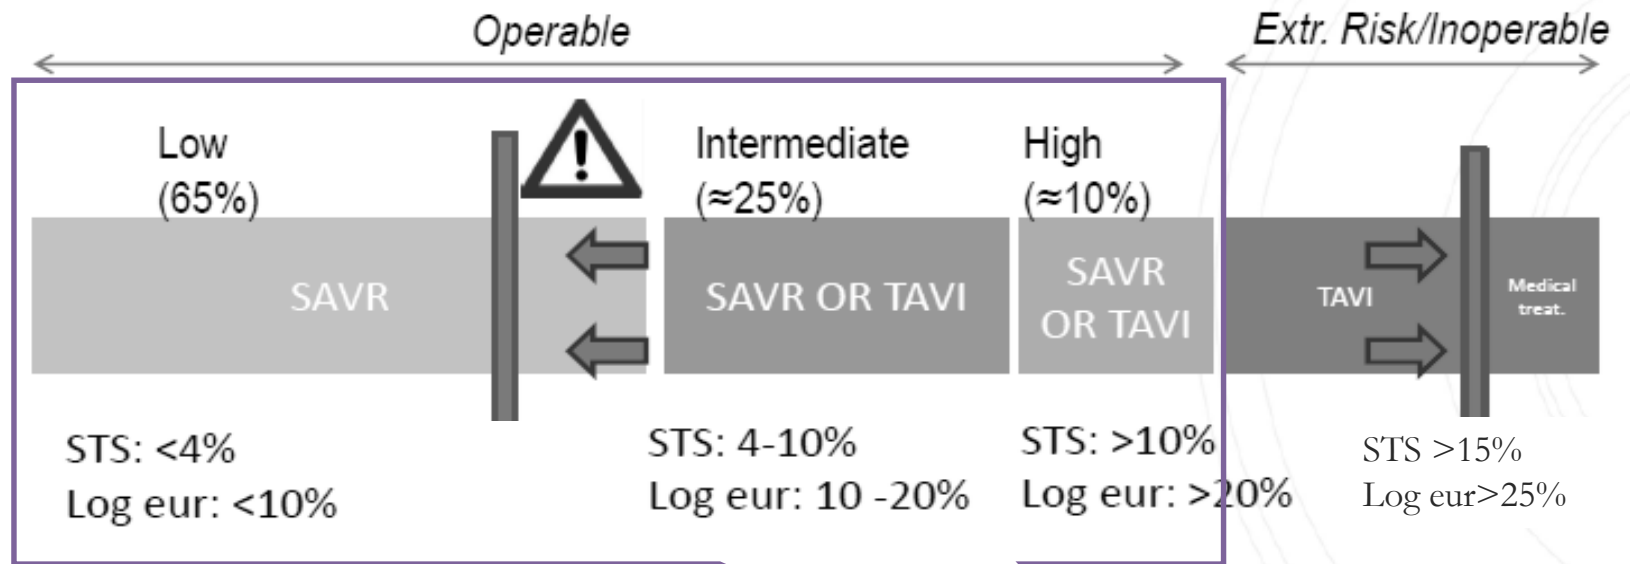 Operable
Extr. Risk/Inoperable
Low
(65%)
!
Intermediate
(≈25%)
High
(≈10%)
SAVR
SAVR OR TAVI
SAVR
OR TAVI
TAVI
Medical
treat.
STS: <4%
Log eur: <10%
STS: 4-10%
Log eur: 10 -20%
STS: >10%
Log eur: >20%
STS >15%
Log eur>25%